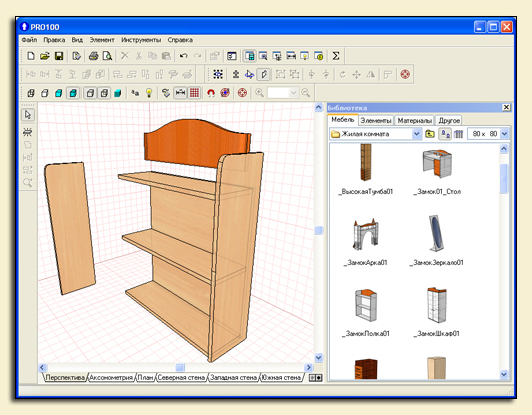 PRO100
Файл Правка Вид Элемент Инструменты Справка
Библиотека
Мебель Элементы Материалы Другое
Жилая комната 80 x 80
_ВысокаяТумба01 _Замок01_Стол
_ЗамокАрка01 _ЗамокЗеркало01
_ЗамокПолка01 _ЗамокШкаф01
Перспектива Аксонометрия План Северная стена Западная стена Южная стена